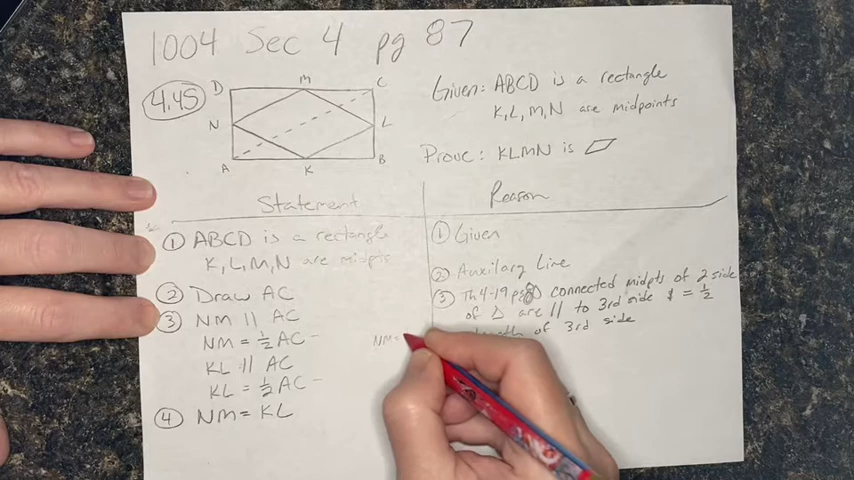 1004 Sec 4 pg 87
4.45
D M C
N L
A K B
Given: ABCD is a rectangle
K, L, M, N are midpoints
Prove: KLMN is ▱
Statement Reason
① ABCD is a rectangle
K, L, M, N are midpts
② Draw AC
③ NM // AC
NM = ½ AC
KL // AC
KL = ½ AC
④ NM = KL
① Given
② Auxilary Line
③ Th 4-19 connected midpts of 2 side
of △ are // to 3rd side & = ½
length of 3rd side
NM=